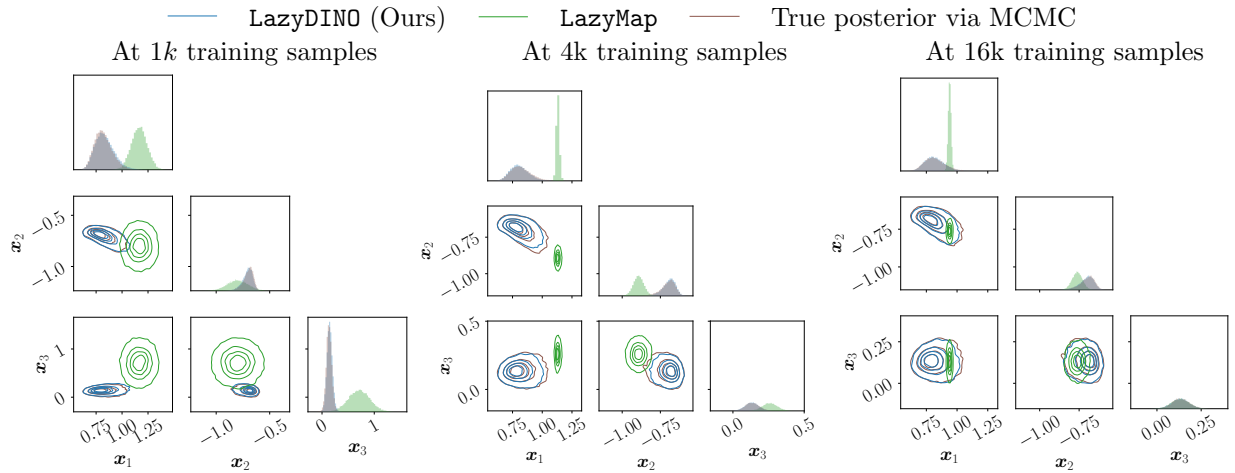 LazyDINO (Ours) LazyMap True posterior via MCMC
At 1k training samples At 4k training samples At 16k training samples
x₂ −0.5 −1.0
x₂ −0.75 −1.00
x₂ −0.75 −1.00
x₃ 1 0
x₃ 0.5 0.0
x₃ 0.25 0.00
0.75 1.00 1.25 −1.0 −0.5 0 1
0.75 1.00 1.25 −1.00 −0.75 0.0 0.5
0.75 1.00 1.25 −1.00 −0.75 0.00 0.25
x₁ x₂ x₃ x₁ x₂ x₃ x₁ x₂ x₃